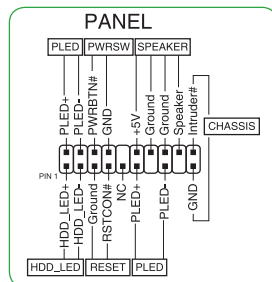 PANEL
PLED PWRSW SPEAKER
PLED+
PLED-
PWRBTN#
GND
+5V
Ground
Ground
Speaker
Intruder#
CHASSIS
PIN 1
HDD_LED+
HDD_LED-
Ground
RSTCON#
NC
PLED+
PLED-
GND
HDD_LED RESET PLED